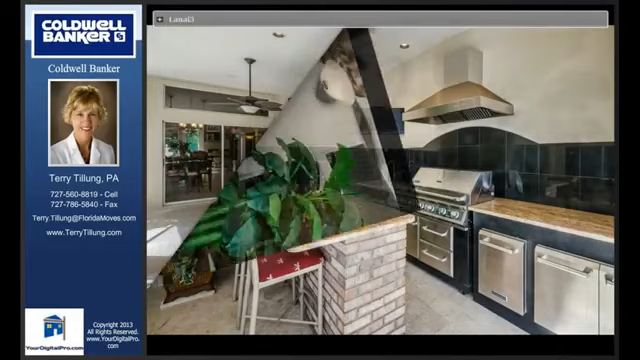 COLDWELL
BANKER
Coldwell Banker
Terry Tillung, PA
727-560-8819 - Cell
727-786-5840 - Fax
Terry.Tillung@FloridaMoves.com
www.TerryTillung.com
YourDigitalPro.com
Copyright 2013
All Rights Reserved.
www.YourDigitalPro.
com